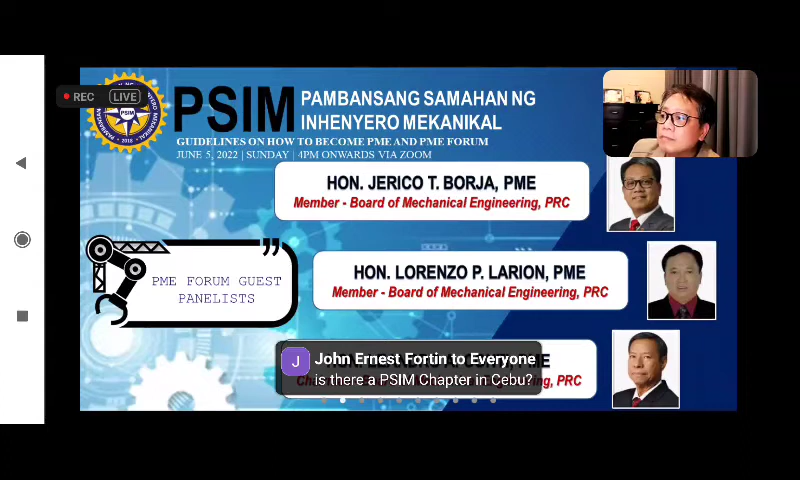 REC LIVE
PSIM
PSIM PAMBANSANG SAMAHAN NG
INHENYERO MEKANIKAL
GUIDELINES ON HOW TO BECOME PME AND PME FORUM
JUNE 5, 2022 | SUNDAY | 4PM ONWARDS VIA ZOOM
HON. JERICO T. BORJA, PME
Member - Board of Mechanical Engineering, PRC
PME FORUM GUEST
PANELISTS
HON. LORENZO P. LARION, PME
Member - Board of Mechanical Engineering, PRC
J
John Ernest Fortin to Everyone
is there a PSIM Chapter in Cebu?
PME
PRC